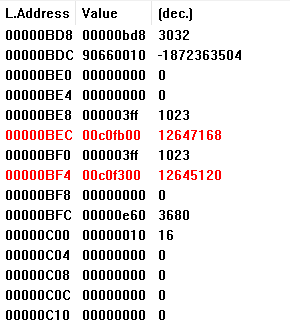 L.Address Value (dec.)
00000BD8 00000bd8 3032
00000BDC 90660010 -1872363504
00000BE0 00000000 0
00000BE4 00000000 0
00000BE8 000003ff 1023
00000BEC 00c0fb00 12647168
00000BF0 000003ff 1023
00000BF4 00c0f300 12645120
00000BF8 00000000 0
00000BFC 00000e60 3680
00000C00 00000010 16
00000C04 00000000 0
00000C08 00000000 0
00000C0C 00000000 0
00000C10 00000000 0